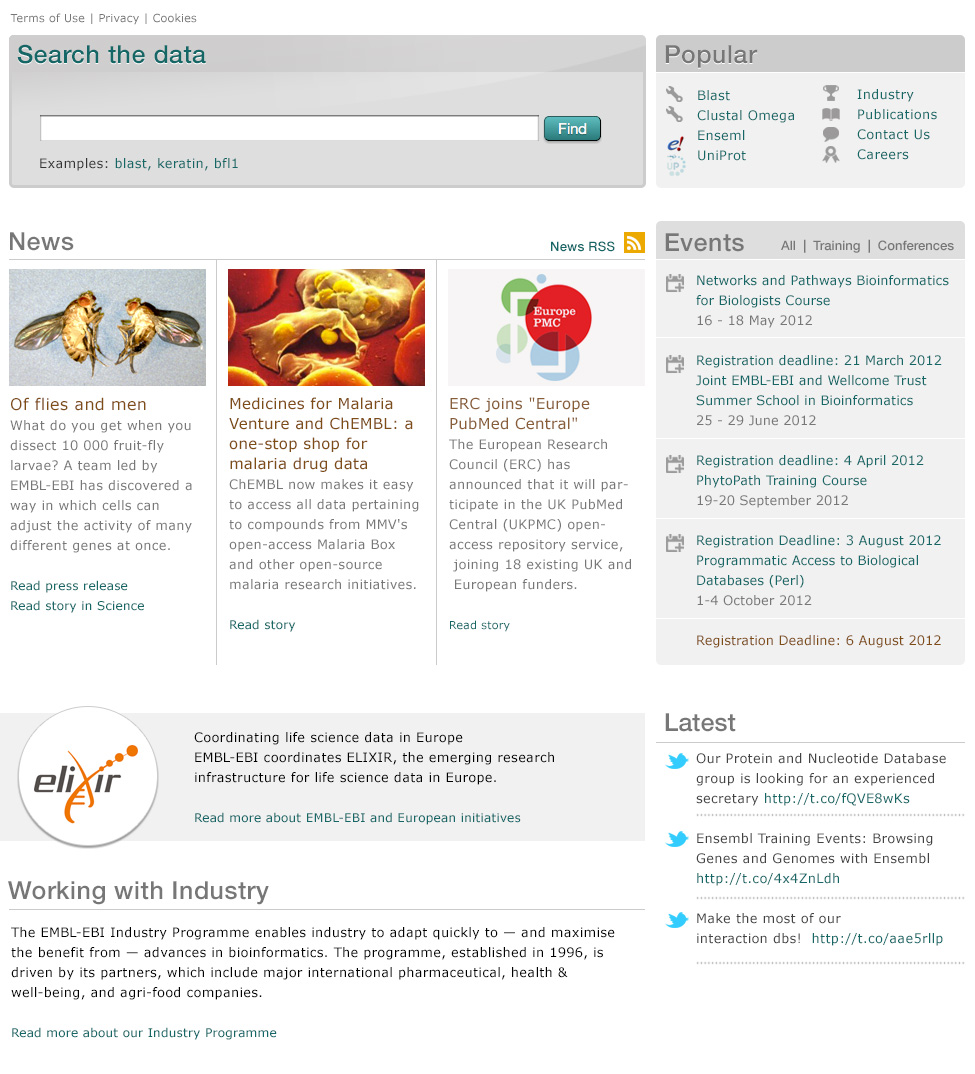 Terms of Use | Privacy | Cookies
Search the data
Find
Examples: blast, keratin, bfl1
Popular
Blast
Clustal Omega
e!
Enseml
UP
UniProt
Industry
Publications
Contact Us
Careers
News
News RSS
Of flies and men
What do you get when you
dissect 10 000 fruit-fly
larvae? A team led by
EMBL-EBI has discovered a
way in which cells can
adjust the activity of many
different genes at once.
Read press release
Read story in Science
Medicines for Malaria
Venture and ChEMBL: a
one-stop shop for
malaria drug data
ChEMBL now makes it easy
to access all data pertaining
to compounds from MMV's
open-access Malaria Box
and other open-source
malaria research initiatives.
Read story
Europe
PMC
ERC joins "Europe
PubMed Central"
The European Research
Council (ERC) has
announced that it will par-
ticipate in the UK PubMed
Central (UKPMC) open-
access repository service,
joining 18 existing UK and
European funders.
Read story
Events
All | Training | Conferences
Networks and Pathways Bioinformatics
for Biologists Course
16 - 18 May 2012
Registration deadline: 21 March 2012
Joint EMBL-EBI and Wellcome Trust
Summer School in Bioinformatics
25 - 29 June 2012
Registration deadline: 4 April 2012
PhytoPath Training Course
19-20 September 2012
Registration Deadline: 3 August 2012
Programmatic Access to Biological
Databases (Perl)
1-4 October 2012
Registration Deadline: 6 August 2012
elixir
Coordinating life science data in Europe
EMBL-EBI coordinates ELIXIR, the emerging research
infrastructure for life science data in Europe.
Read more about EMBL-EBI and European initiatives
Latest
Our Protein and Nucleotide Database
group is looking for an experienced
secretary http://t.co/fQVE8wKs
Ensembl Training Events: Browsing
Genes and Genomes with Ensembl
http://t.co/4x4ZnLdh
Make the most of our
interaction dbs! http://t.co/aae5rllp
Working with Industry
The EMBL-EBI Industry Programme enables industry to adapt quickly to — and maximise
the benefit from — advances in bioinformatics. The programme, established in 1996, is
driven by its partners, which include major international pharmaceutical, health &
well-being, and agri-food companies.
Read more about our Industry Programme